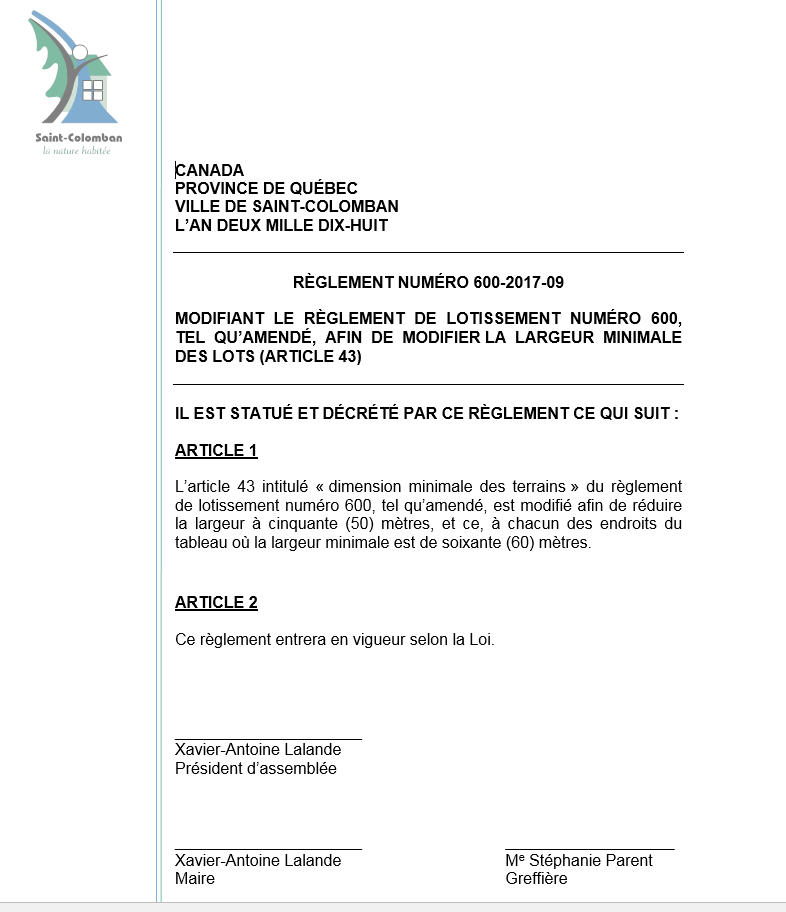 Saint-Colomban
la nature habitée
CANADA
PROVINCE DE QUÉBEC
VILLE DE SAINT-COLOMBAN
L’AN DEUX MILLE DIX-HUIT
RÈGLEMENT NUMÉRO 600-2017-09
MODIFIANT LE RÈGLEMENT DE LOTISSEMENT NUMÉRO 600,
TEL QU’AMENDÉ, AFIN DE MODIFIER LA LARGEUR MINIMALE
DES LOTS (ARTICLE 43)
IL EST STATUÉ ET DÉCRÉTÉ PAR CE RÈGLEMENT CE QUI SUIT :
ARTICLE 1
L’article 43 intitulé « dimension minimale des terrains » du règlement
de lotissement numéro 600, tel qu’amendé, est modifié afin de réduire
la largeur à cinquante (50) mètres, et ce, à chacun des endroits du
tableau où la largeur minimale est de soixante (60) mètres.
ARTICLE 2
Ce règlement entrera en vigueur selon la Loi.
Xavier-Antoine Lalande
Président d’assemblée
Xavier-Antoine Lalande
Maire
Mᵉ Stéphanie Parent
Greffière